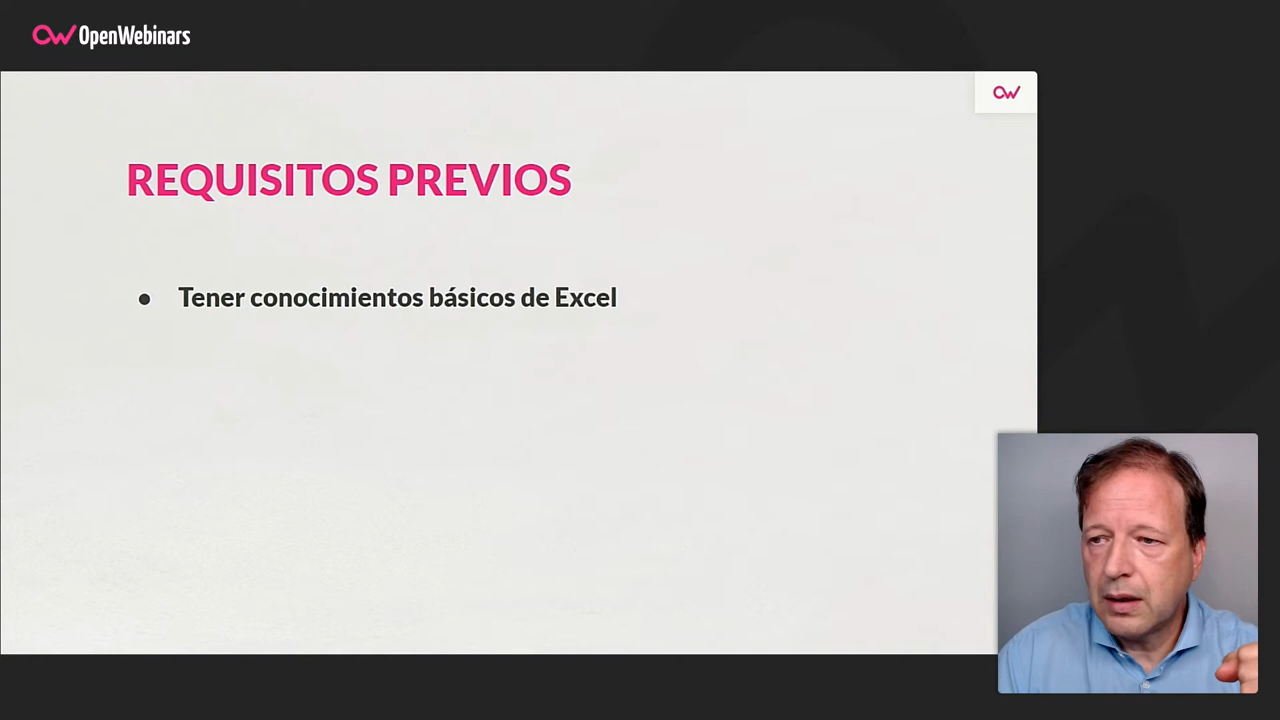 OpenWebinars
REQUISITOS PREVIOS
● Tener conocimientos básicos de Excel